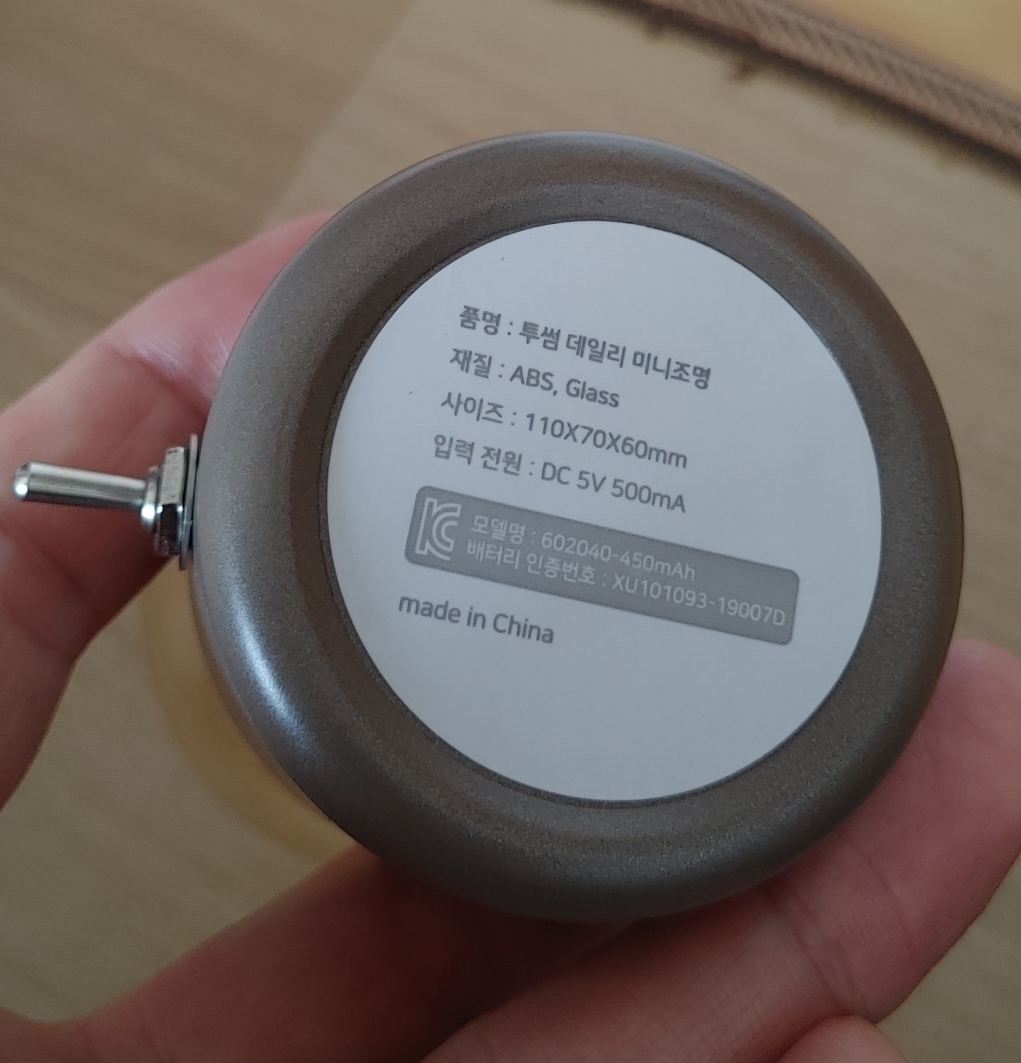 품명 : 투썸 데일리 미니조명
재질 : ABS, Glass
사이즈 : 110X70X60mm
입력 전원 : DC 5V 500mA
KC
모델명 : 602040-450mAh
배터리 인증번호 : XU101093-19007D
made in China